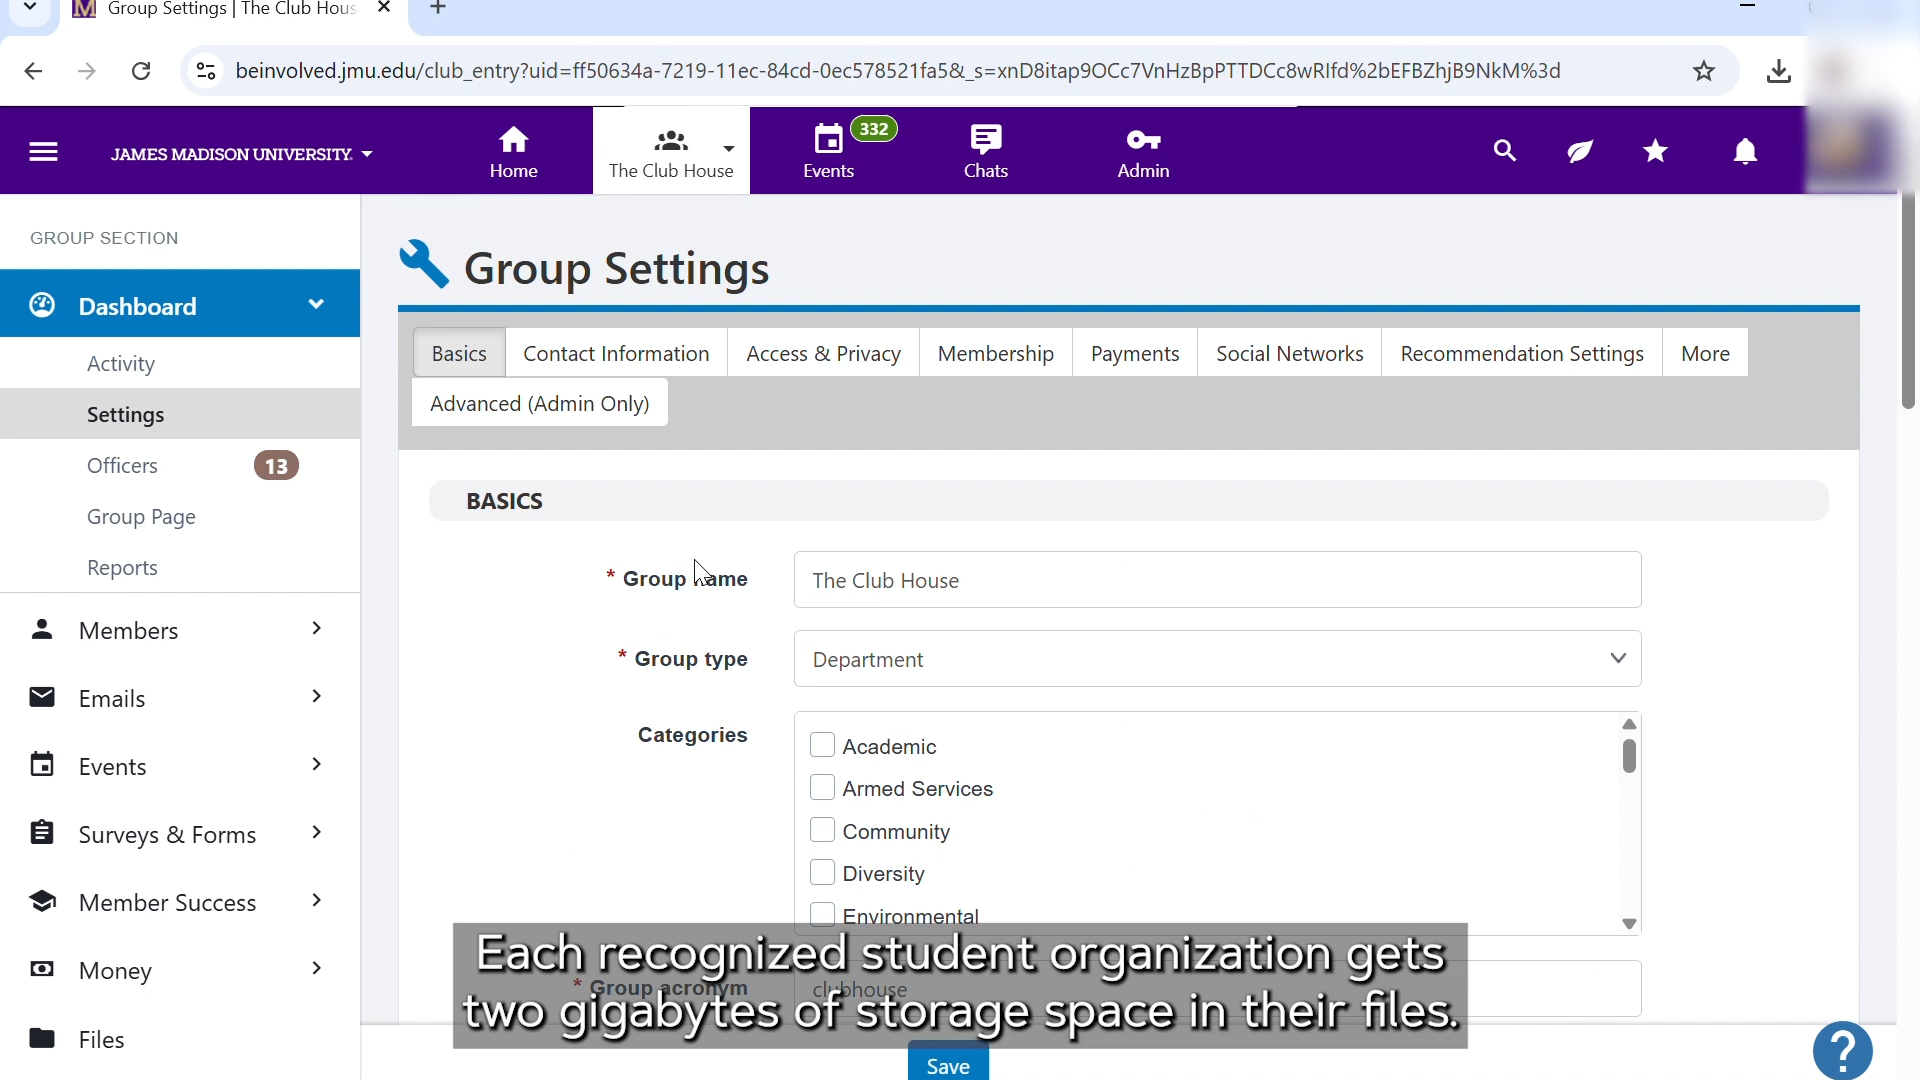 Group Settings | The Club Hous
beinvolved.jmu.edu/club_entry?uid=ff50634a-7219-11ec-84cd-0ec578521fa5&_s=xnD8itap9OCc7VnHzBpPTTDCc8wRIfd%2bEFBZhjB9NkM%3d
JAMES MADISON UNIVERSITY.
Home
The Club House
332
Events
Chats
Admin
GROUP SECTION
Dashboard
Activity
Settings
Officers 13
Group Page
Reports
Members
Emails
Events
Surveys & Forms
Member Success
Money
Files
Group Settings
Basics Contact Information Access & Privacy Membership Payments Social Networks Recommendation Settings More
Advanced (Admin Only)
BASICS
* Group name The Club House
* Group type Department
Categories
Academic
Armed Services
Community
Diversity
Environmental
* Group acronym clubhouse
Each recognized student organization gets
two gigabytes of storage space in their files.
Save
?